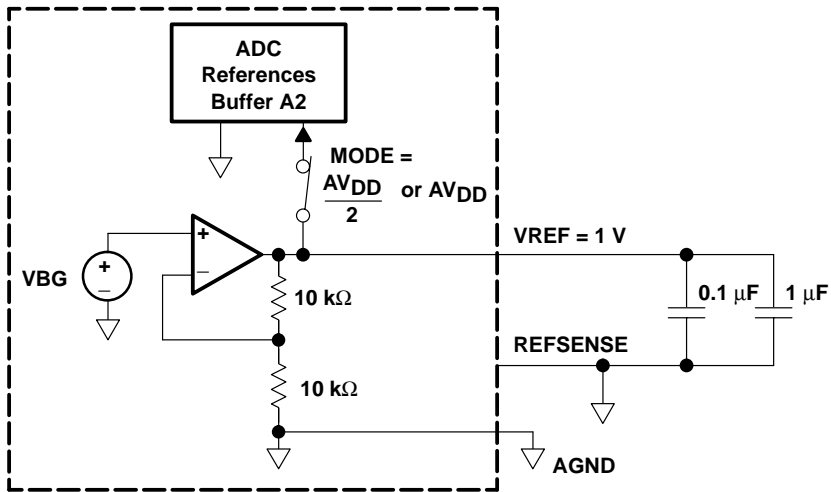 ADC
References
Buffer A2
MODE =
AVDD
2
or AVDD
VREF = 1 V
+
−
+
−
VBG
10 kΩ
0.1 μF
1 μF
REFSENSE
10 kΩ
AGND